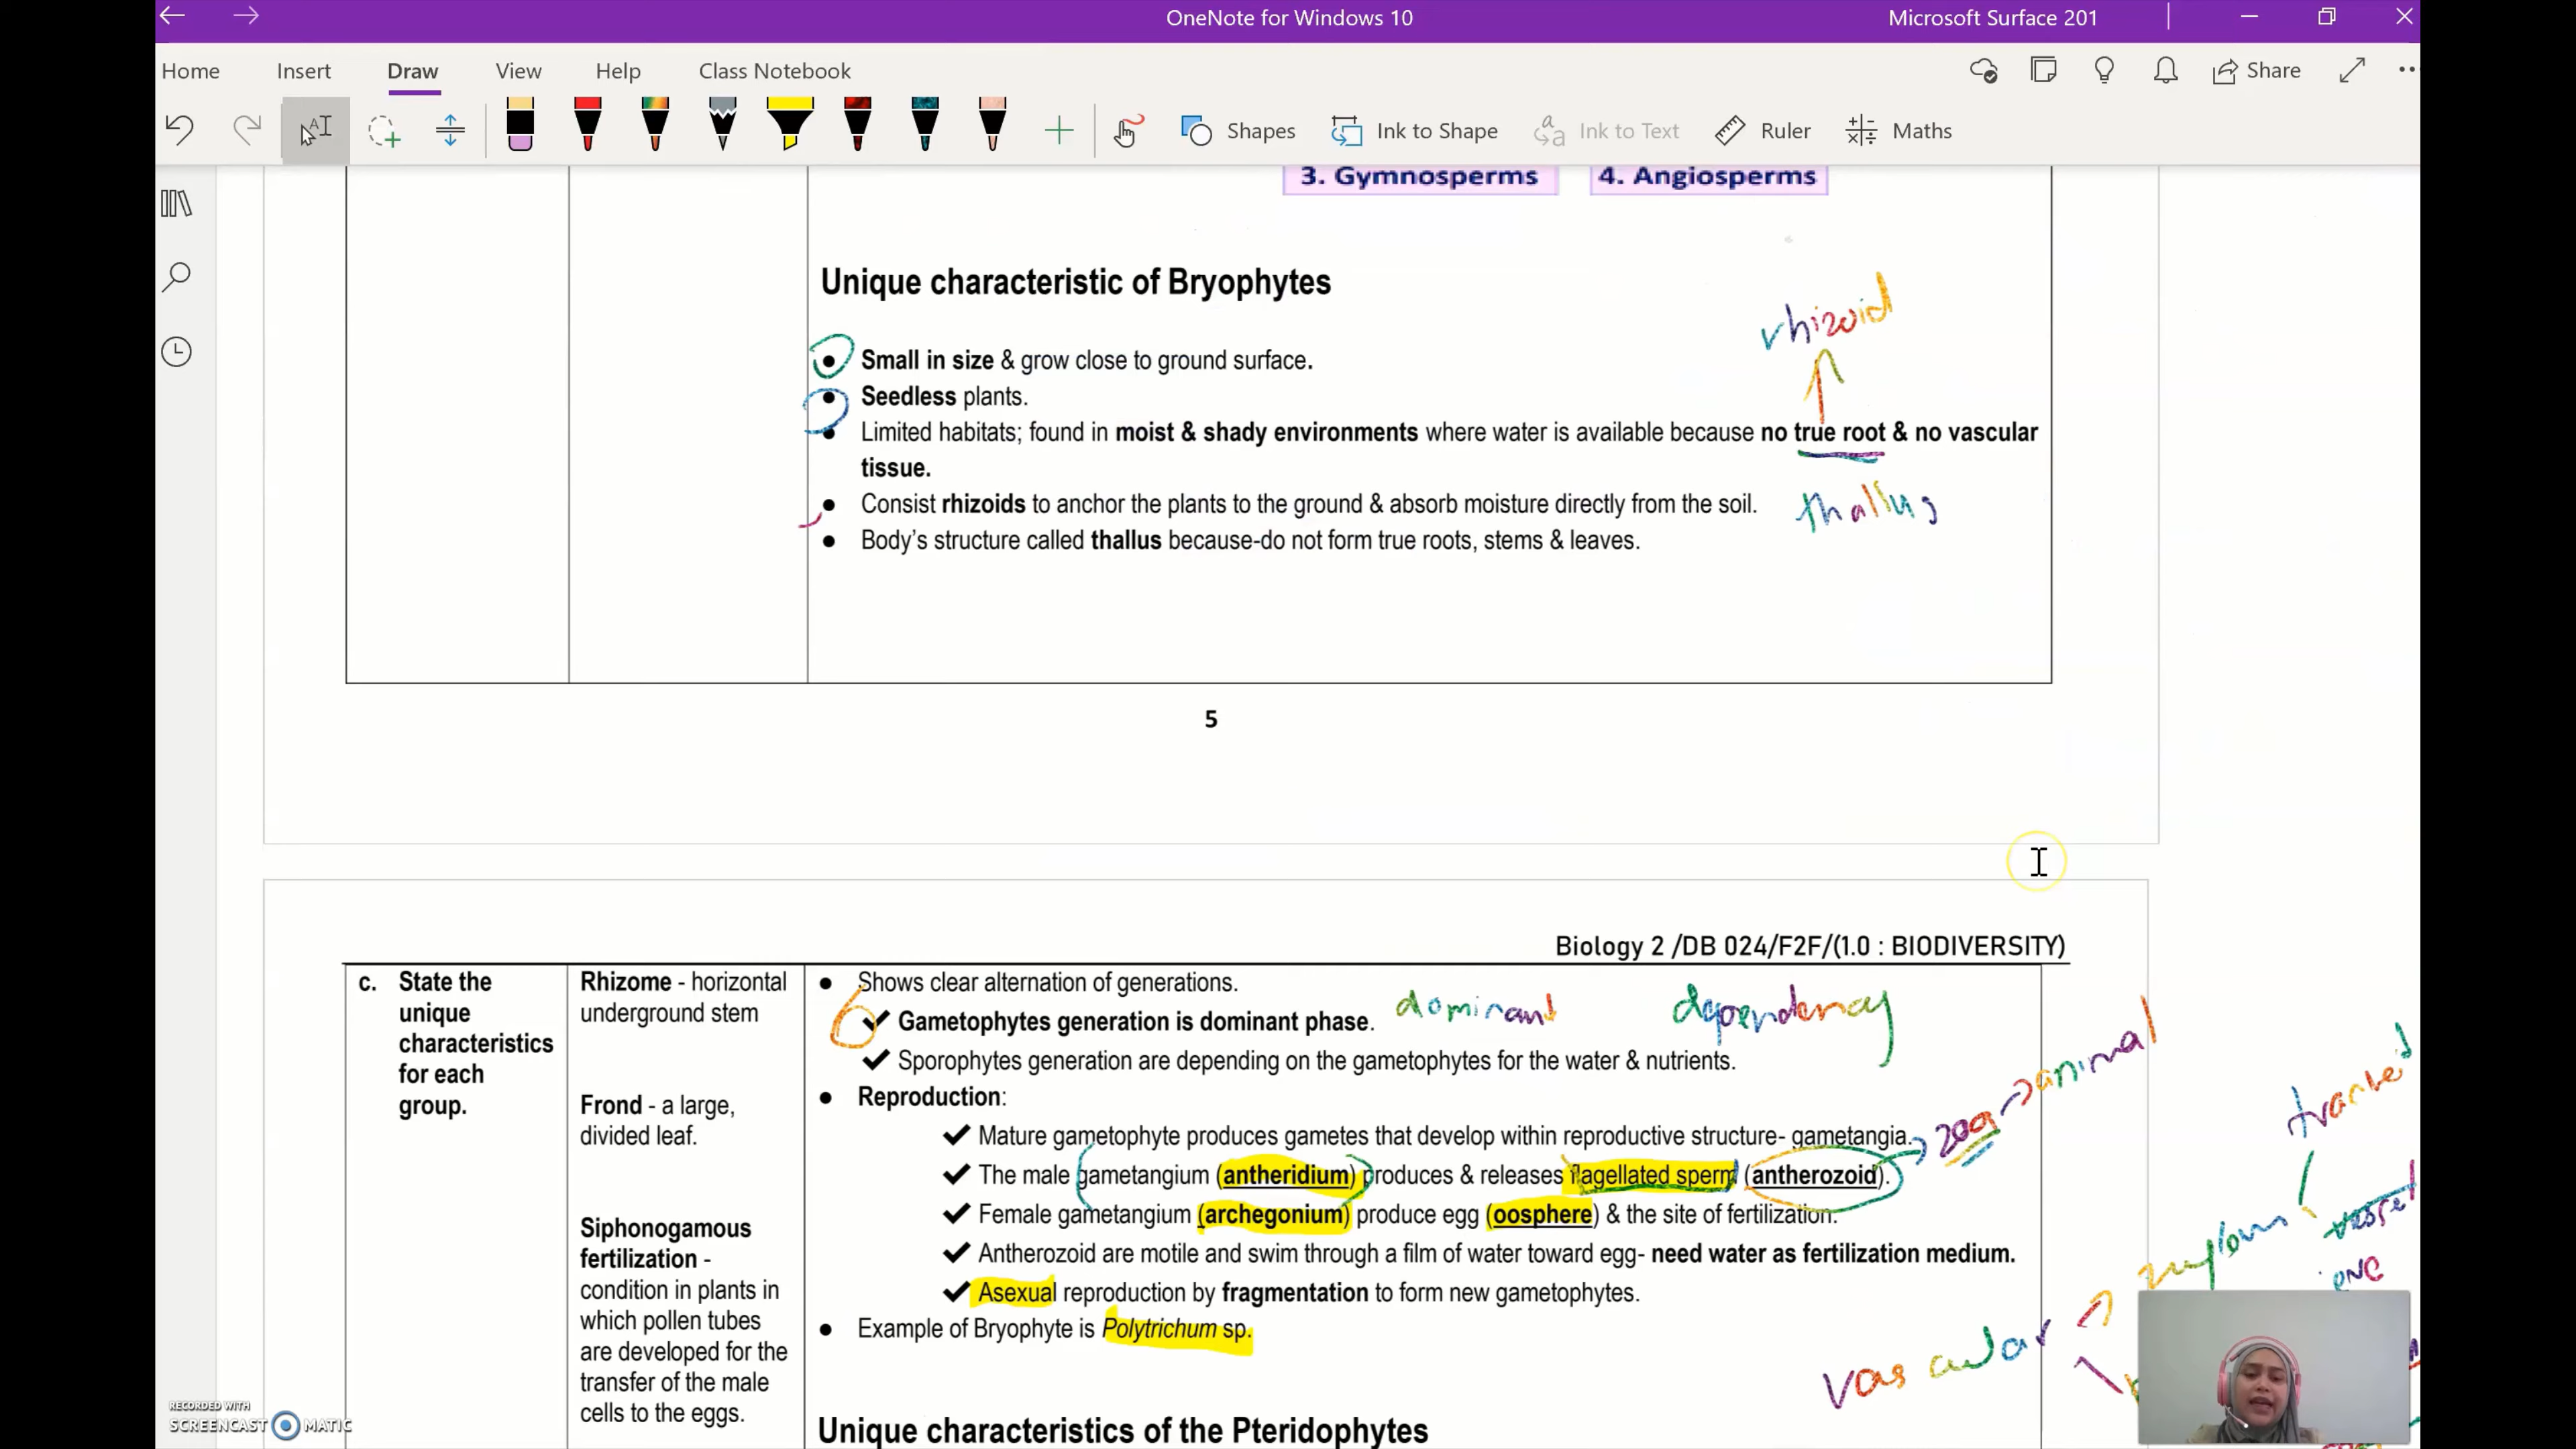 OneNote for Windows 10
Microsoft Surface 201
Home Insert Draw View Help Class Notebook Share
Shapes Ink to Shape Ink to Text Ruler Maths
3. Gymnosperms 4. Angiosperms
Unique characteristic of Bryophytes
rhizoid
● Small in size & grow close to ground surface.
● Seedless plants.
● Limited habitats; found in moist & shady environments where water is available because no true root & no vascular
tissue.
● Consist rhizoids to anchor the plants to the ground & absorb moisture directly from the soil.
thallus
● Body's structure called thallus because-do not form true roots, stems & leaves.
5
Biology 2 /DB 024/F2F/(1.0 : BIODIVERSITY)
c. State the
unique
characteristics
for each
group.
Rhizome - horizontal
underground stem
Frond - a large,
divided leaf.
Siphonogamous
fertilization -
condition in plants in
which pollen tubes
are developed for the
transfer of the male
cells to the eggs.
● Shows clear alternation of generations.
✔ Gametophytes generation is dominant phase.
dominant dependency
✔ Sporophytes generation are depending on the gametophytes for the water & nutrients.
● Reproduction:
✔ Mature gametophyte produces gametes that develop within reproductive structure- gametangia.
✔ The male gametangium (antheridium) produces & releases flagellated sperm (antherozoid).
✔ Female gametangium (archegonium) produce egg (oosphere) & the site of fertilization.
✔ Antherozoid are motile and swim through a film of water toward egg- need water as fertilization medium.
✔ Asexual reproduction by fragmentation to form new gametophytes.
● Example of Bryophyte is Polytrichum sp.
zoa → animal
trached
vessel
xylem
vascular
Unique characteristics of the Pteridophytes
RECORDED WITH
SCREENCAST MATIC